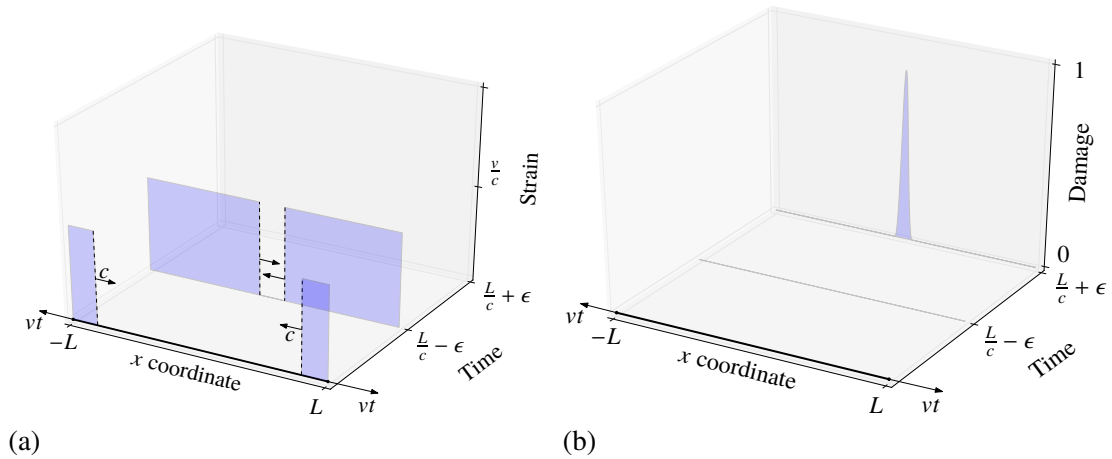 Strain
v/c
c
c
L/c + ϵ
L/c − ϵ
Time
vt
−L
x coordinate
L
vt
(a)
1
Damage
0
L/c + ϵ
L/c − ϵ
Time
vt
−L
x coordinate
L
vt
(b)